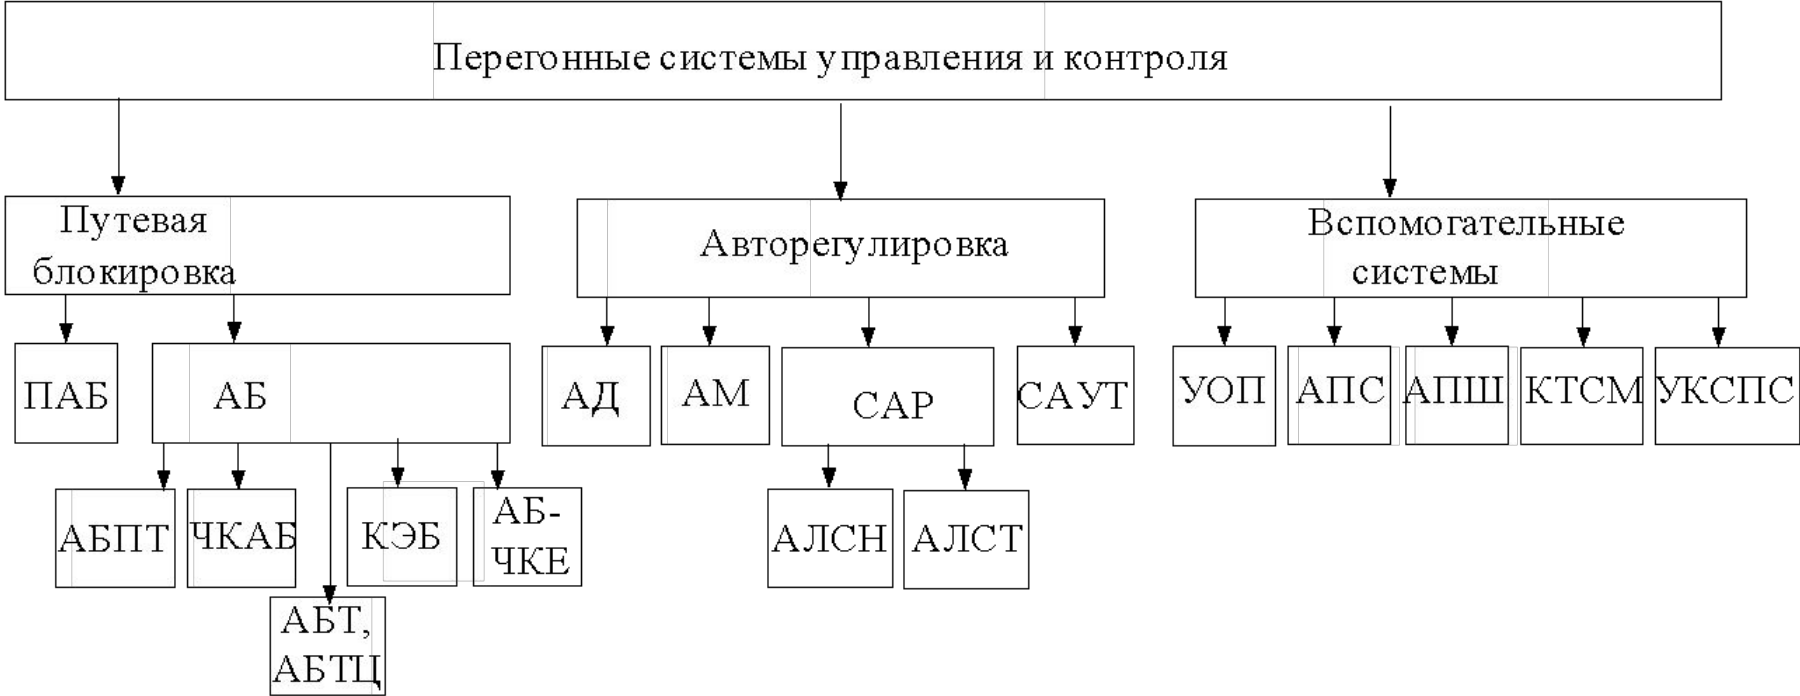 Перегонные системы управления и контроля
Путевая
блокировка
Авторегулировка
Вспомогательные
системы
ПАБ
АБ
АД
АМ
САР
САУТ
УОП
АПС
АПШ
КТСМ
УКСПС
АБПТ
ЧКАБ
КЭБ
АБ-
ЧКЕ
АЛСН
АЛСТ
АБТ,
АБТЦ